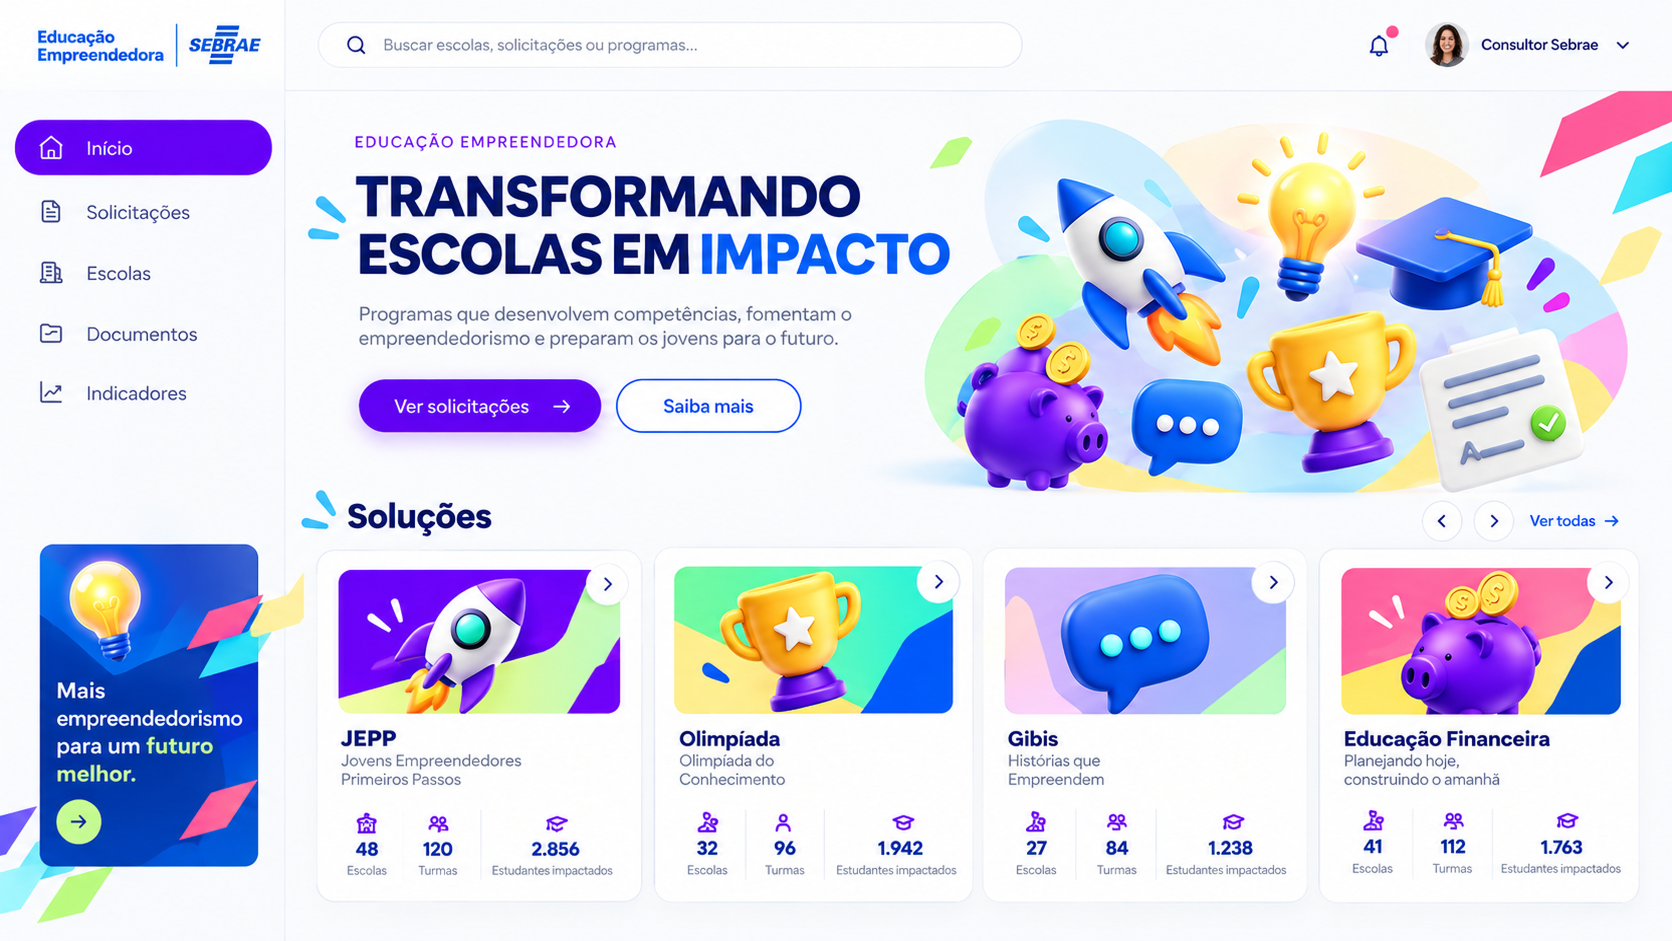 Educação
Empreendedora
SEBRAE
Buscar escolas, solicitações ou programas...
Consultor Sebrae
Início
Solicitações
Escolas
Documentos
Indicadores
Mais
empreendedorismo
para um futuro
melhor.
EDUCAÇÃO EMPREENDEDORA
TRANSFORMANDO
ESCOLAS EM IMPACTO
Programas que desenvolvem competências, fomentam o
empreendedorismo e preparam os jovens para o futuro.
Ver solicitações
Saiba mais
Soluções
Ver todas
JEPP
Jovens Empreendedores
Primeiros Passos
48
Escolas
120
Turmas
2.856
Estudantes impactados
Olimpíada
Olimpíada do
Conhecimento
32
Escolas
96
Turmas
1.942
Estudantes impactados
Gibis
Histórias que
Empreendem
27
Escolas
84
Turmas
1.238
Estudantes impactados
Educação Financeira
Planejando hoje,
construindo o amanhã
41
Escolas
112
Turmas
1.763
Estudantes impactados